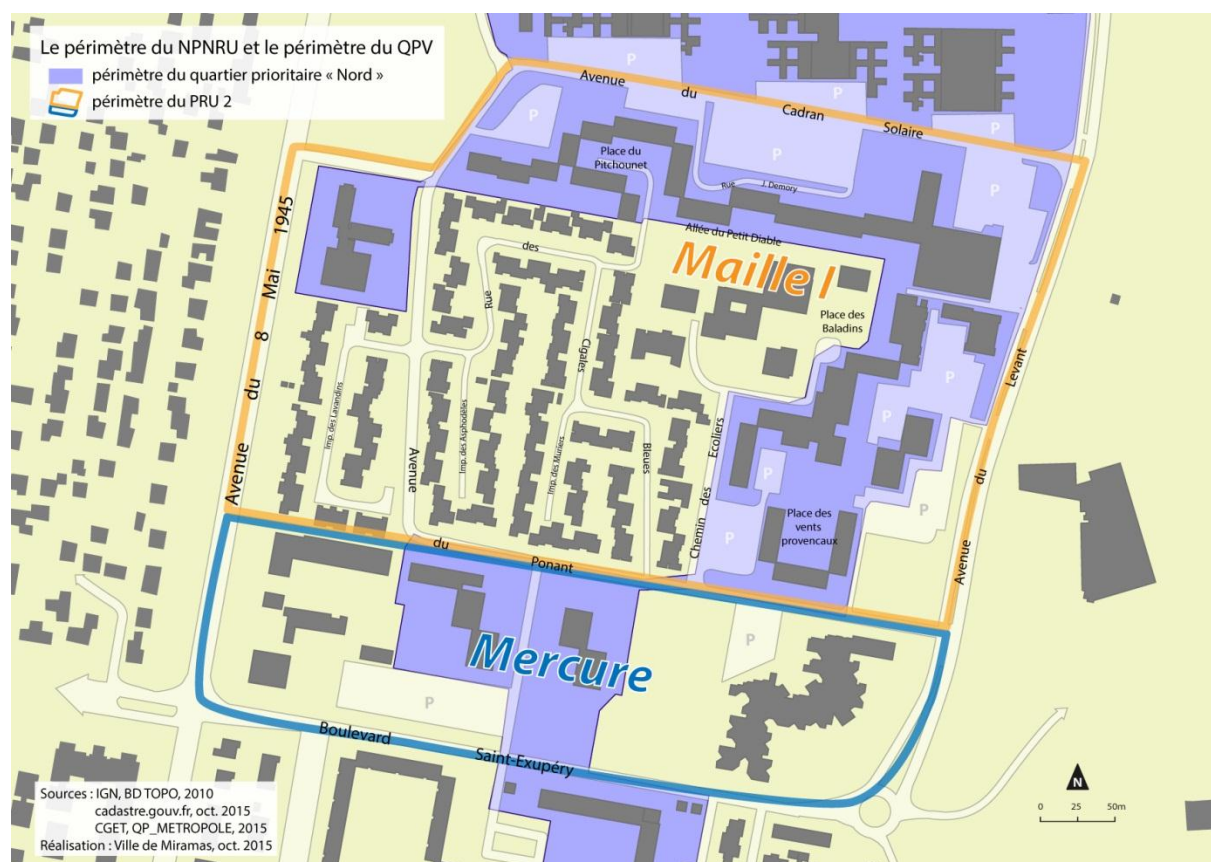 Le périmètre du NPNRU et le périmètre du QPV
périmètre du quartier prioritaire « Nord »
périmètre du PRU 2
Avenue du Cadran Solaire
P
P
P
P
P
Place du
Pitchounet
Rue J. Demory
Allée du Petit Diable
Maille I
Avenue du 8 Mai 1945
Rue des Cigales Bleues
Place des
Baladins
P
Avenue du Levant
Imp. des Lavandins
Imp. des Asphodèles
Imp. des Muriers
Chemin des Ecoliers
P
P
P
P
Place des
vents
provencaux
Avenue du Ponant
Mercure
P
P
Boulevard Saint-Exupéry
Sources : IGN, BD TOPO, 2010
cadastre.gouv.fr, oct. 2015
CGET, QP_METROPOLE, 2015
Réalisation : Ville de Miramas, oct. 2015
N
0 25 50m